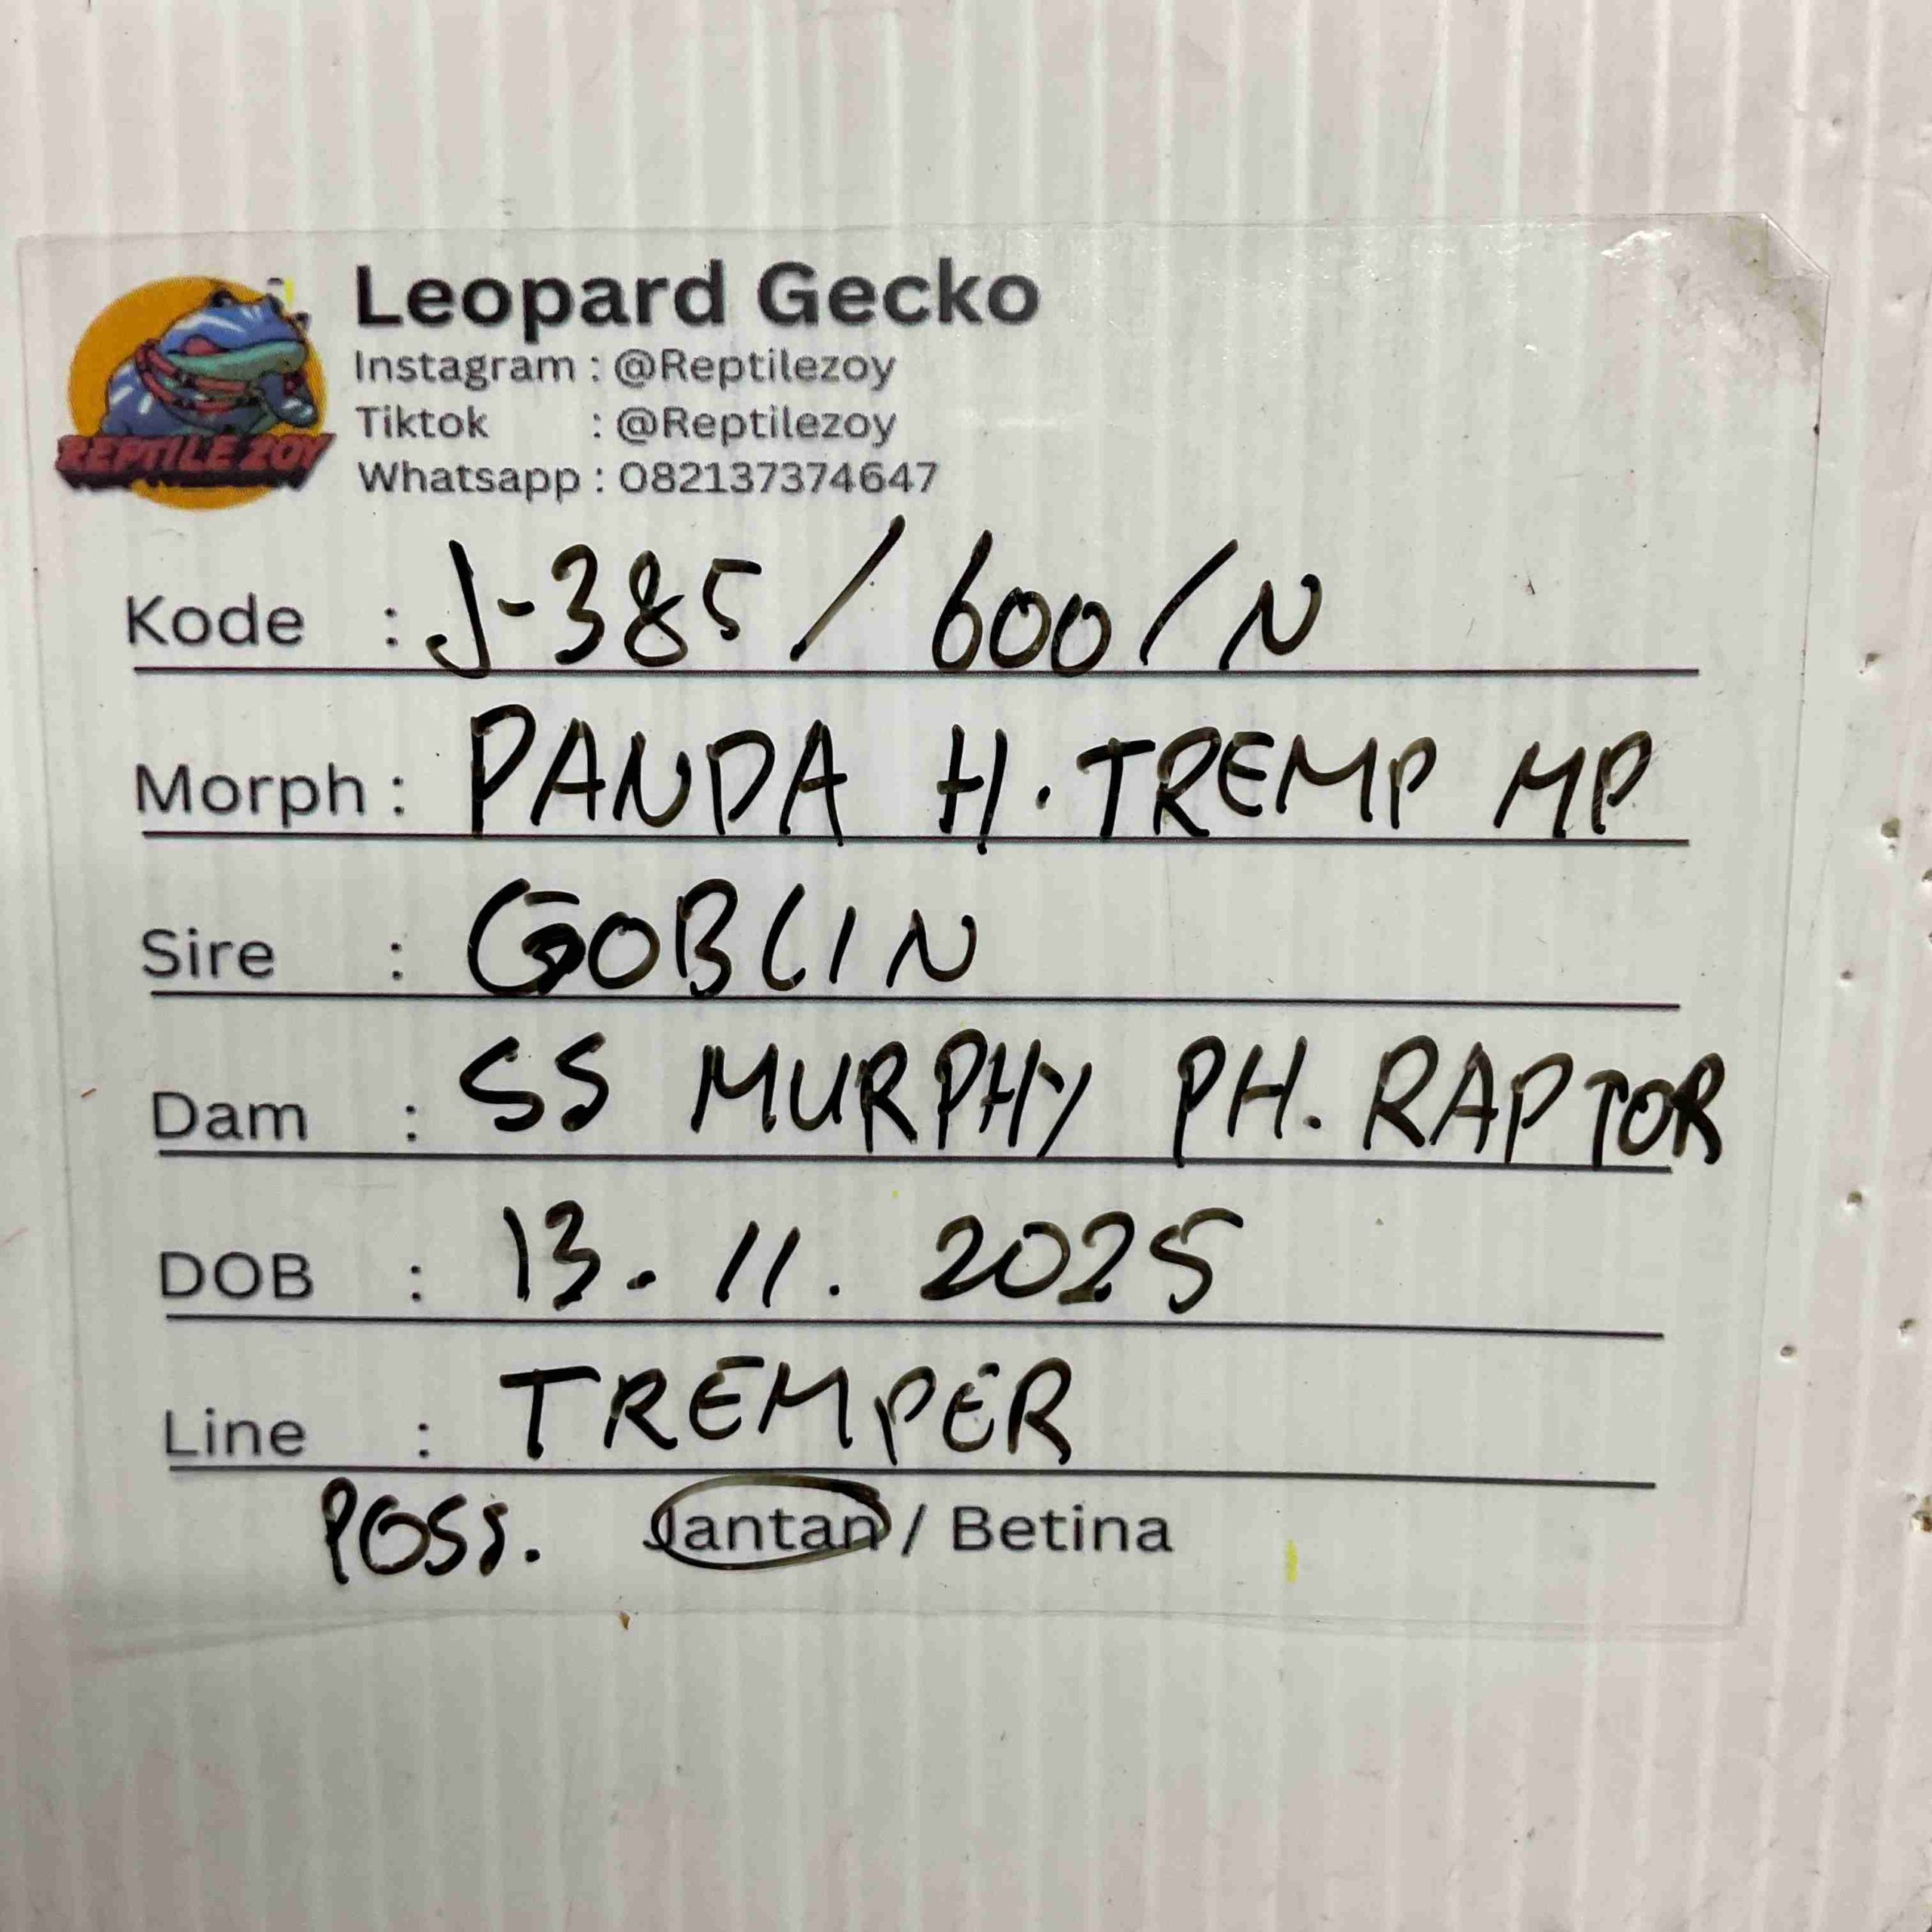 Leopard Gecko
Instagram : @Reptilezoy
Tiktok : @Reptilezoy
Whatsapp : 082137374647
REPTILE ZOY
Kode : J-385 / 600 / N
Morph : PANDA H. TREMP MP
Sire : GOBLIN
Dam : SS MURPHY PH. RAPTOR
DOB : 13. 11. 2025
Line : TREMPER
POSS. Jantan / Betina